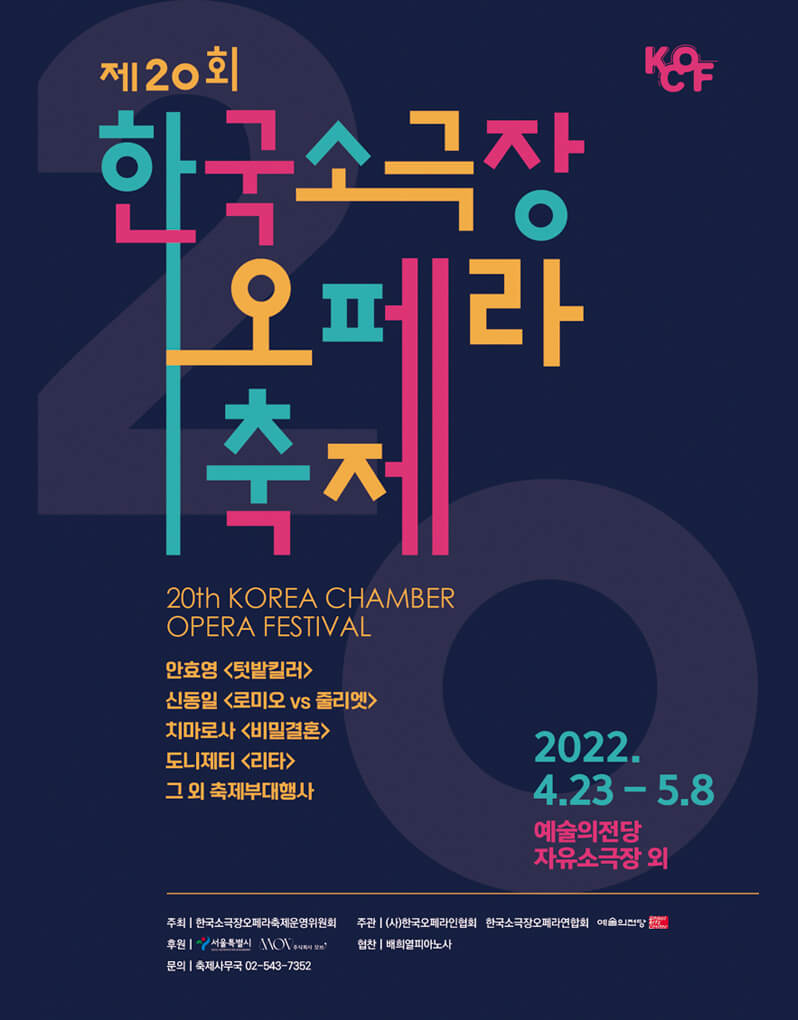 제20회
KOCF
한국소극장
오페라
축제
20th KOREA CHAMBER
OPERA FESTIVAL
안효영 <텃밭킬러>
신동일 <로미오 vs 줄리엣>
치마로사 <비밀결혼>
도니제티 <리타>
그 외 축제부대행사
2022.
4.23 – 5.8
예술의전당
자유소극장 외
주최 | 한국소극장오페라축제운영위원회 주관 | (사)한국오페라인협회 한국소극장오페라연합회 예술의전당
후원 | 서울특별시 MOV 주식회사 모브 협찬 | 배희열피아노사
문의 | 축제사무국 02-543-7352